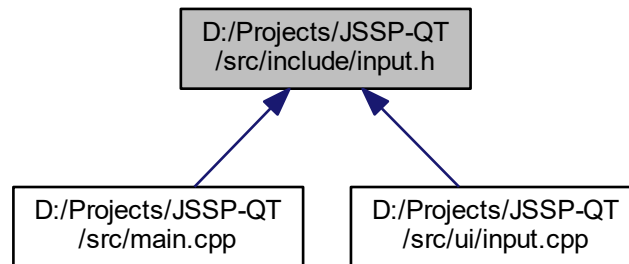 D:/Projects/JSSP-QT
/src/include/input.h
D:/Projects/JSSP-QT
/src/main.cpp
D:/Projects/JSSP-QT
/src/ui/input.cpp